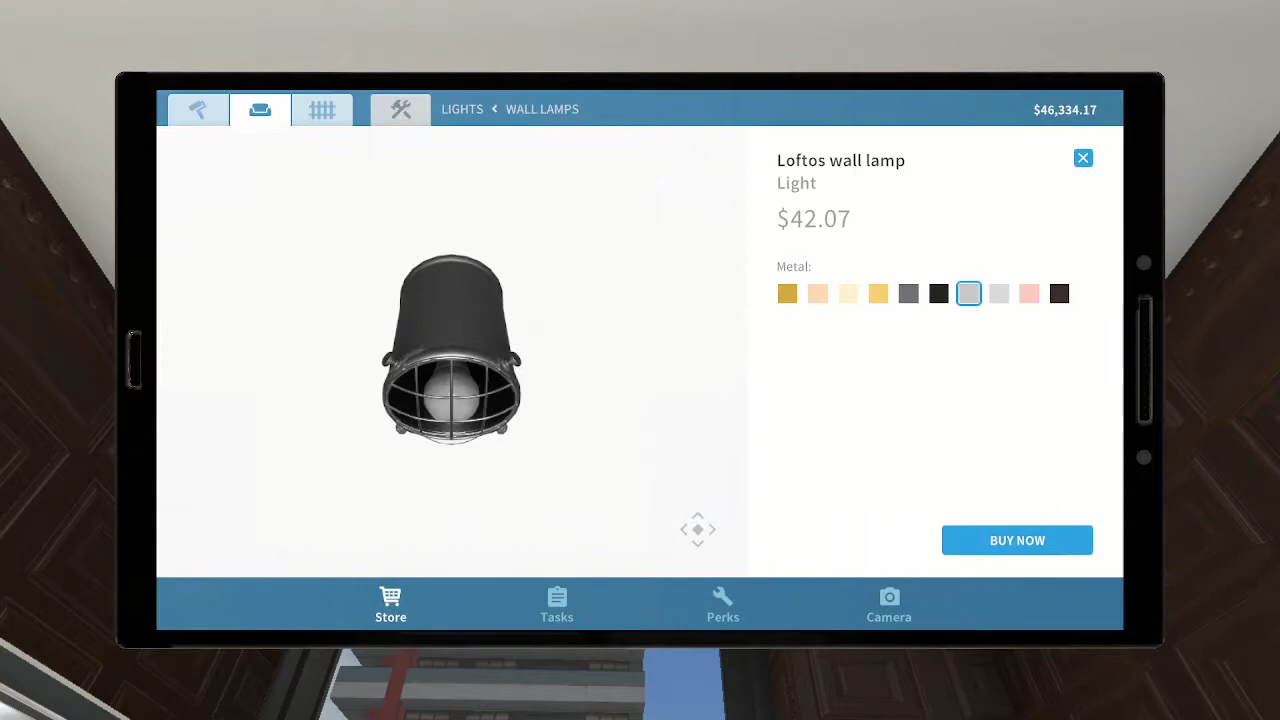 LIGHTS < WALL LAMPS
$46,334.17
Loftos wall lamp
Light
$42.07
Metal:
BUY NOW
Store
Tasks
Perks
Camera